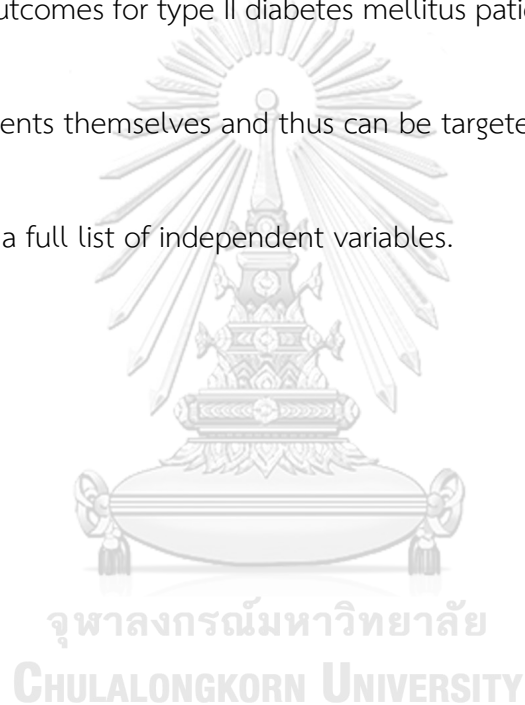 utcomes for type II diabetes mellitus patie
ents themselves and thus can be targete
a full list of independent variables.
จุฬาลงกรณ์มหาวิทยาลัย
CHULALONGKORN UNIVERSITY